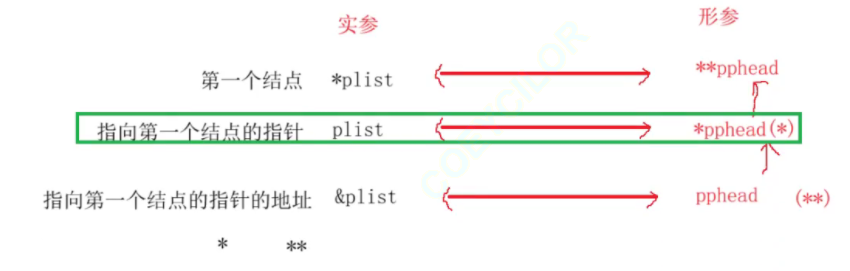 实参 形参
第一个结点 *plist **pphead
指向第一个结点的指针 plist *pphead(*)
指向第一个结点的指针的地址 &plist pphead (**)
* **
COUNCILOR